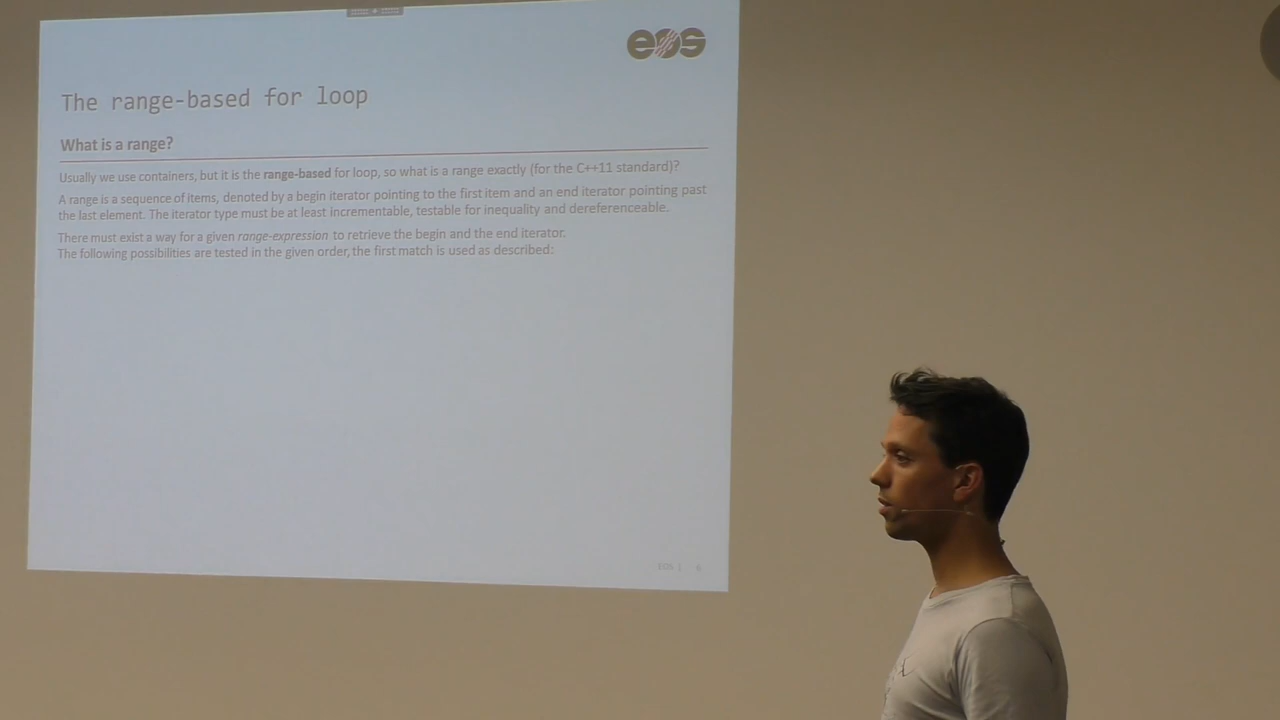 eos
The range-based for loop
What is a range?
Usually we use containers, but it is the range-based for loop, so what is a range exactly (for the C++11 standard)?
A range is a sequence of items, denoted by a begin iterator pointing to the first item and an end iterator pointing past
the last element. The iterator type must be at least incrementable, testable for inequality and dereferenceable.
There must exist a way for a given range-expression to retrieve the begin and the end iterator.
The following possibilities are tested in the given order, the first match is used as described:
EOS